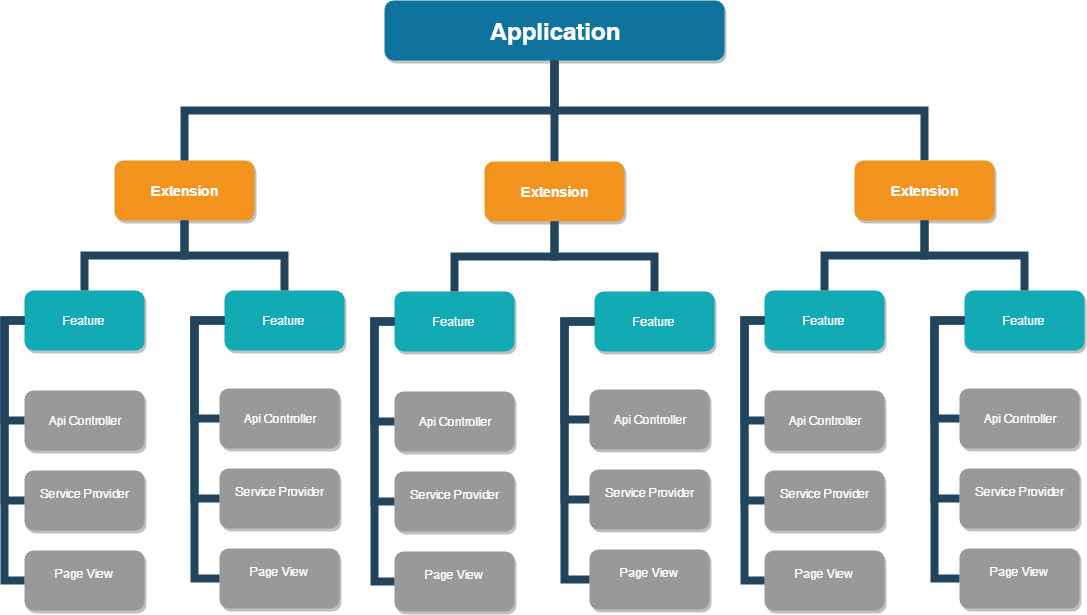 Application
Extension
Extension
Extension
Feature
Feature
Feature
Feature
Feature
Feature
Api Controller
Api Controller
Api Controller
Api Controller
Api Controller
Api Controller
Service Provider
Service Provider
Service Provider
Service Provider
Service Provider
Service Provider
Page View
Page View
Page View
Page View
Page View
Page View